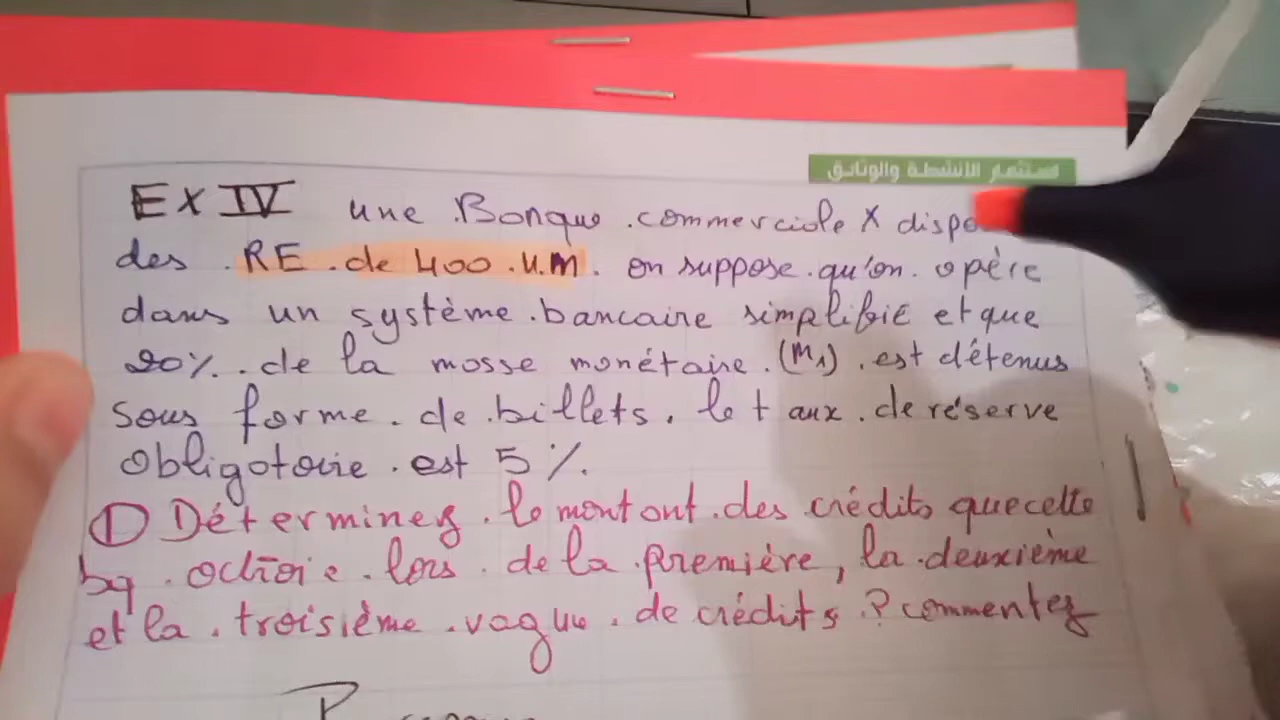 مستثمر الأنشطة والوثائق
Ex IV une Banque commerciale X
des RE de 400 u.m. on suppose qu'on opère
dans un système bancaire simplifié et que
20% de la masse monétaire (M1) est détenus
sous forme de billets. le taux de réserve
obligatoire est 5%.
① Déterminez le montant des crédits que cette
bq octroie lors de la première, la deuxième
et la troisième vague de crédits ? commentez